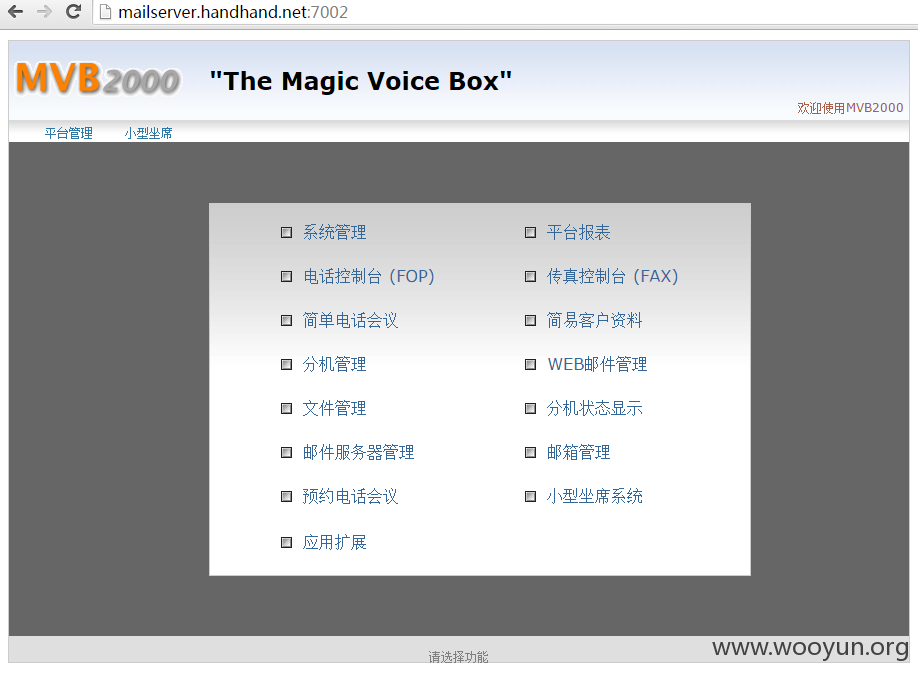 mailserver.handhand.net:7002
MVB2000 "The Magic Voice Box"
欢迎使用MVB2000
平台管理 小型坐席
系统管理 平台报表
电话控制台 (FOP) 传真控制台 (FAX)
简单电话会议 简易客户资料
分机管理 WEB邮件管理
文件管理 分机状态显示
邮件服务器管理 邮箱管理
预约电话会议 小型坐席系统
应用扩展
请选择功能
www.wooyun.org